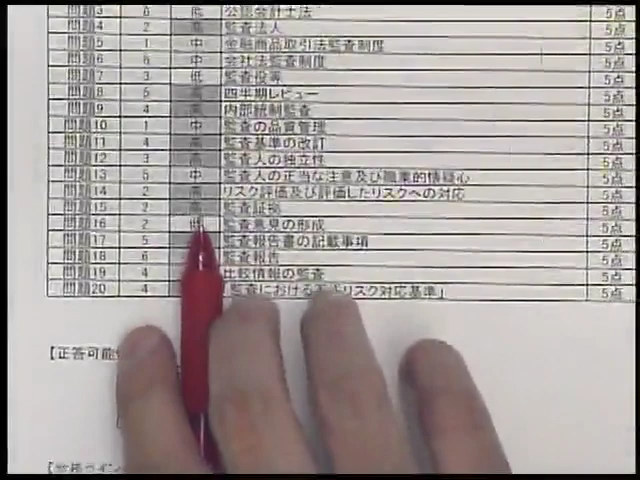 問題3 6 低 公認会計士法 5点
問題4 2 高 監査法人 5点
問題5 1 中 金融商品取引法監査制度 5点
問題6 6 中 会社法監査制度 5点
問題7 3 低 監査役等 5点
問題8 5 高 四半期レビュー 5点
問題9 4 高 内部統制監査 5点
問題10 1 中 監査の品質管理 5点
問題11 4 高 監査基準の改訂 5点
問題12 3 高 監査人の独立性 5点
問題13 5 中 監査人の正当な注意及び職業的懐疑心 5点
問題14 2 高 リスク評価及び評価したリスクへの対応 5点
問題15 2 高 監査証拠 5点
問題16 2 低 監査意見の形成 5点
問題17 5 監査報告書の記載事項 5点
問題18 6 監査報告 5点
問題19 4 比較情報の監査 5点
問題20 4 「監査における不正リスク対応基準」 5点
【正答可能